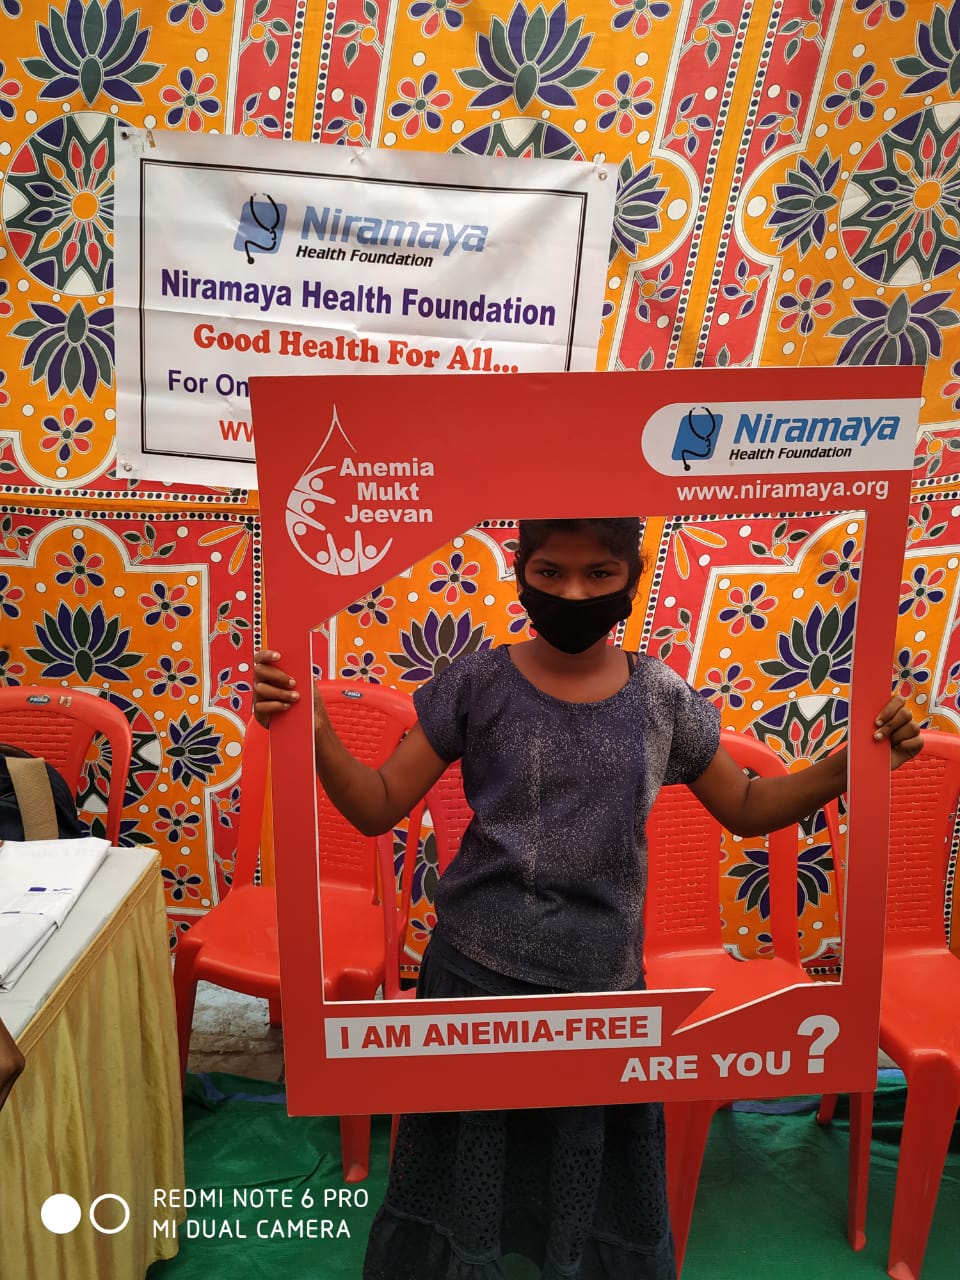 Niramaya
Health Foundation
Niramaya Health Foundation
Good Health For All...
For On
Anemia
Mukt
Jeevan
Niramaya
Health Foundation
www.niramaya.org
I AM ANEMIA-FREE
ARE YOU?
REDMI NOTE 6 PRO
MI DUAL CAMERA